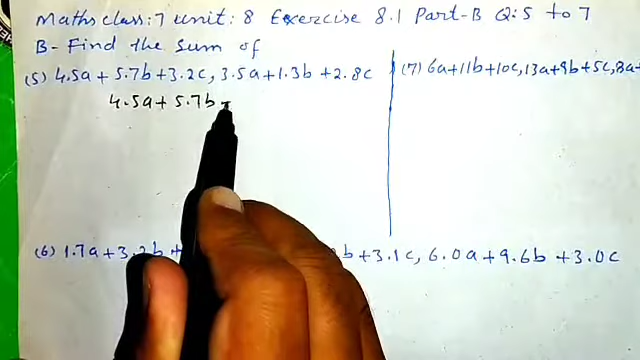 Maths class:7 unit: 8 Exercise 8.1 Part-B Q:5 to 7
B- Find the Sum of
(5) 4.5a + 5.7b + 3.2c, 3.5a + 1.3b + 2.8c
4.5a + 5.7b
(7) 6a + 11b + 10c, 13a + 9b + 5c, 8a +
(6) 1.7a + 3.2b + b + 3.1c, 6.0a + 9.6b + 3.0c